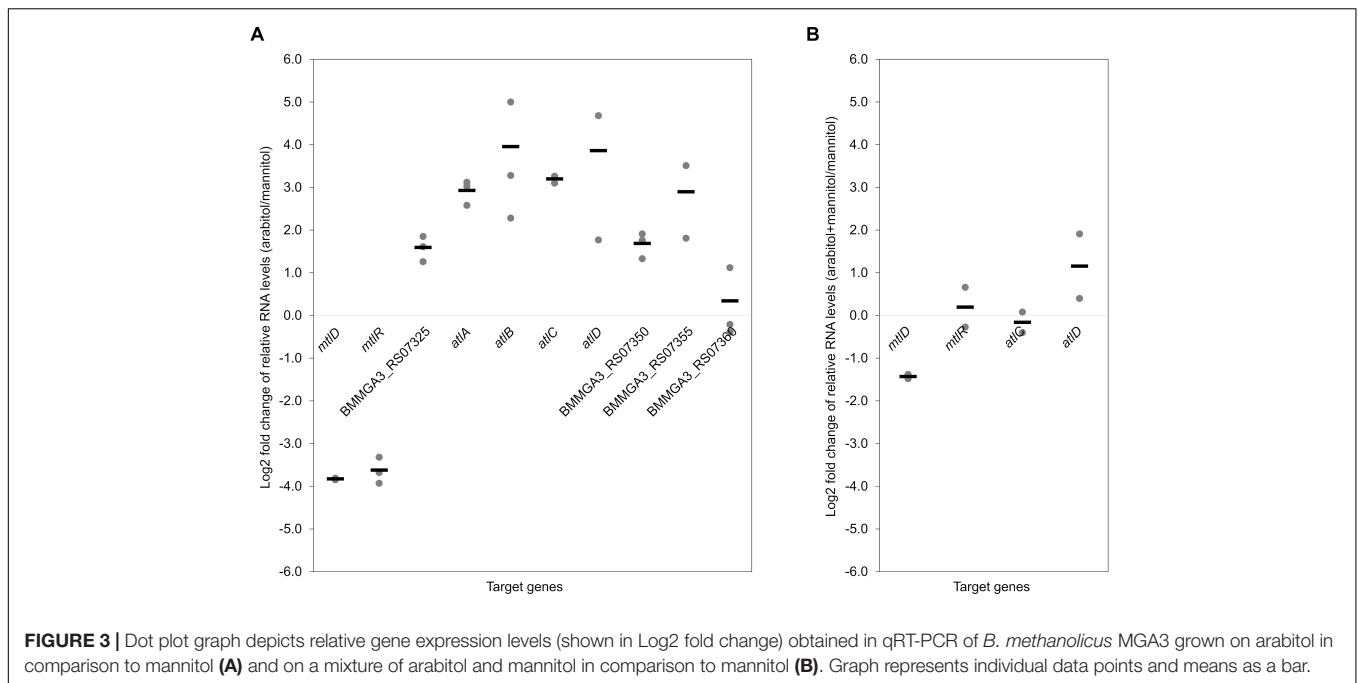 A
6.0
5.0
4.0
3.0
2.0
1.0
0.0
-1.0
-2.0
-3.0
-4.0
-5.0
-6.0
Log2 fold change of relative RNA levels (arabitol/mannitol)
mtlD
mtlR
BMMGA3_RS07325
atlA
atlB
atlC
atlD
BMMGA3_RS07350
BMMGA3_RS07355
BMMGA3_RS07360
Target genes
B
6.0
5.0
4.0
3.0
2.0
1.0
0.0
-1.0
-2.0
-3.0
-4.0
-5.0
-6.0
Log2 fold change of relative RNA levels (arabitol+mannitol/mannitol)
mtlD
mtlR
atlC
atlD
Target genes
FIGURE 3 | Dot plot graph depicts relative gene expression levels (shown in Log2 fold change) obtained in qRT-PCR of B. methanolicus MGA3 grown on arabitol in
comparison to mannitol (A) and on a mixture of arabitol and mannitol in comparison to mannitol (B). Graph represents individual data points and means as a bar.